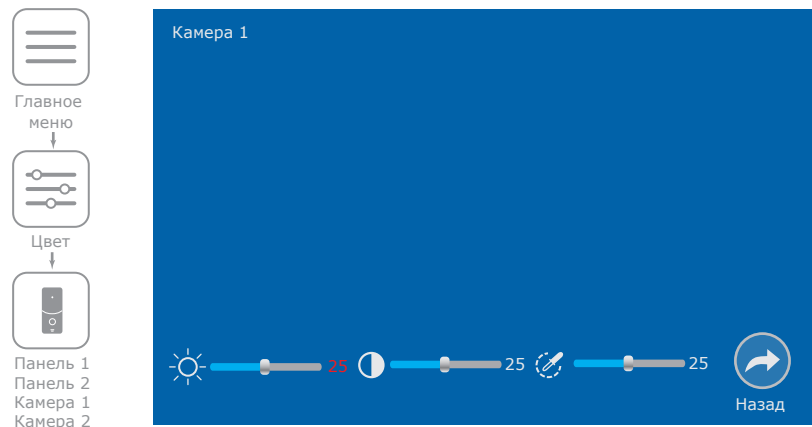 Главное
меню
Цвет
Панель 1
Панель 2
Камера 1
Камера 2
Камера 1
25
25
25
Назад